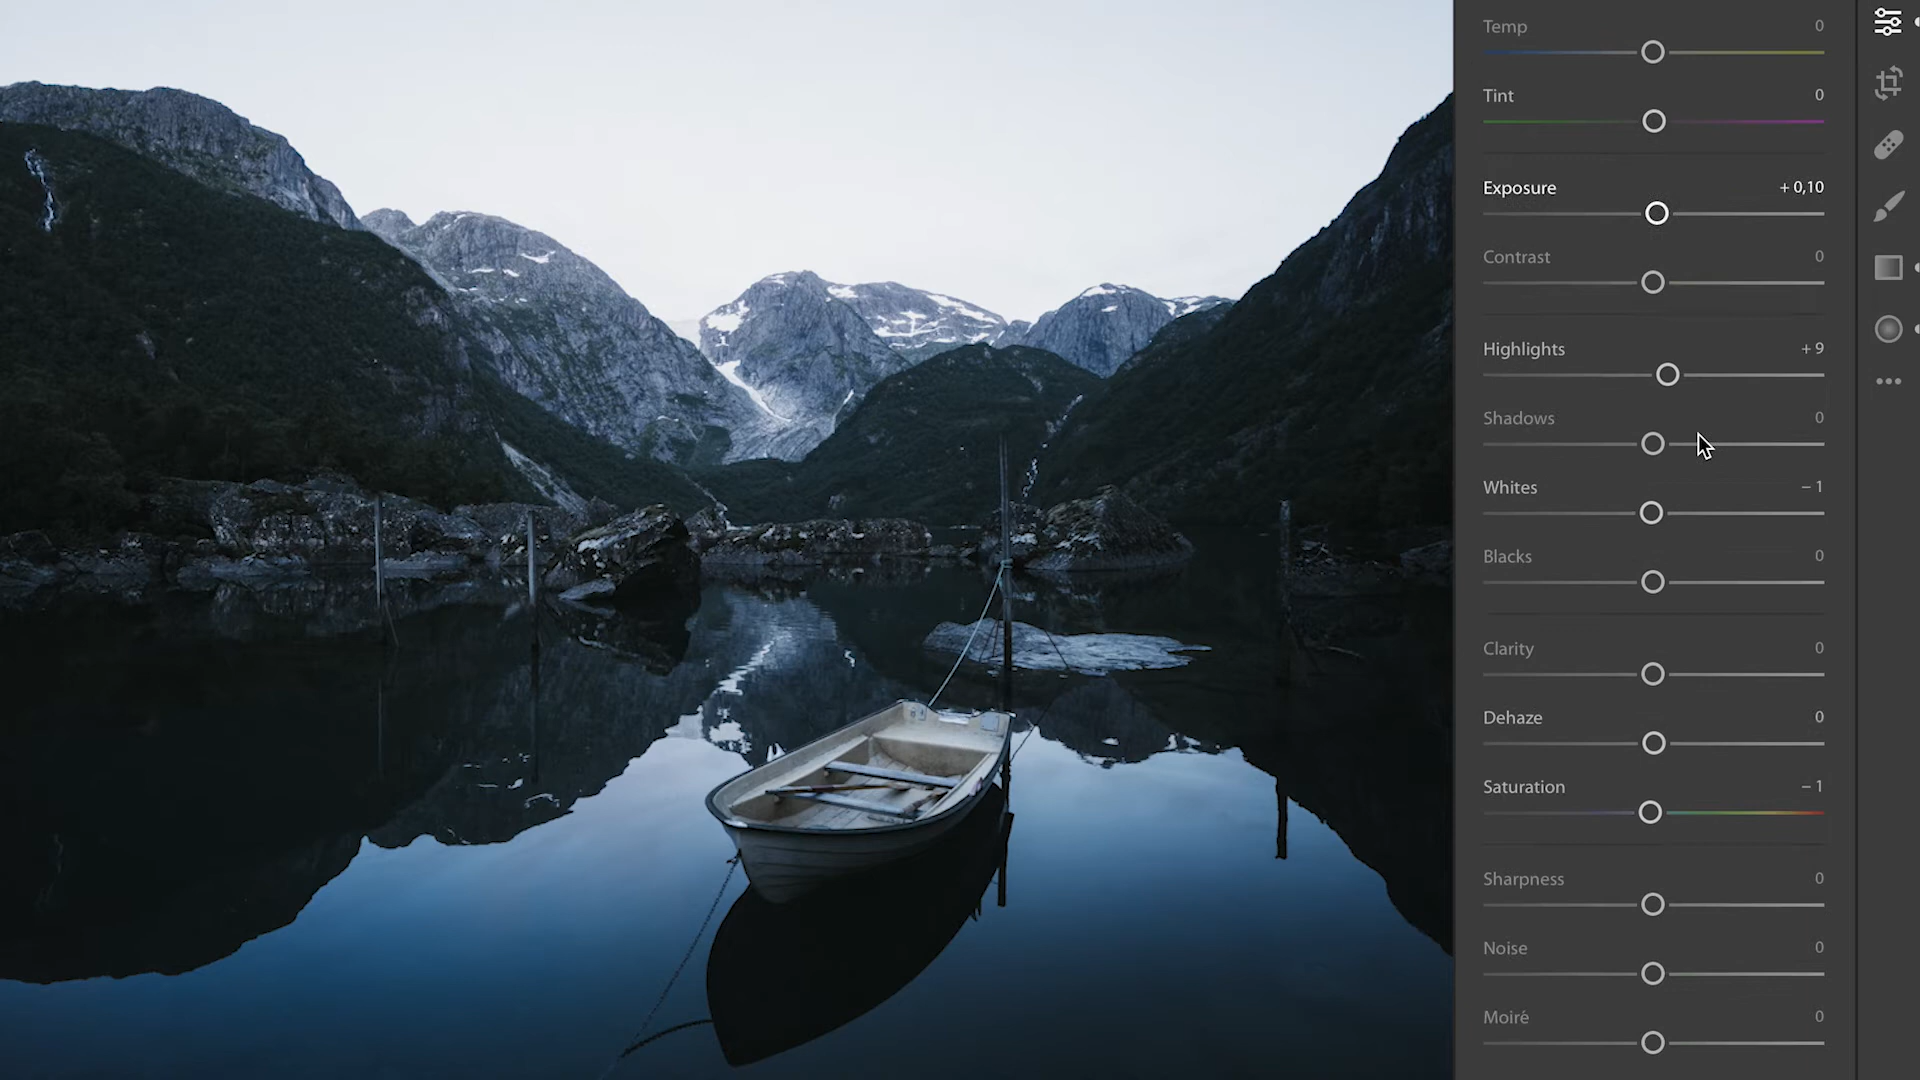 Temp 0
Tint 0
Exposure + 0,10
Contrast 0
Highlights + 9
Shadows 0
Whites – 1
Blacks 0
Clarity 0
Dehaze 0
Saturation – 1
Sharpness 0
Noise 0
Moiré 0